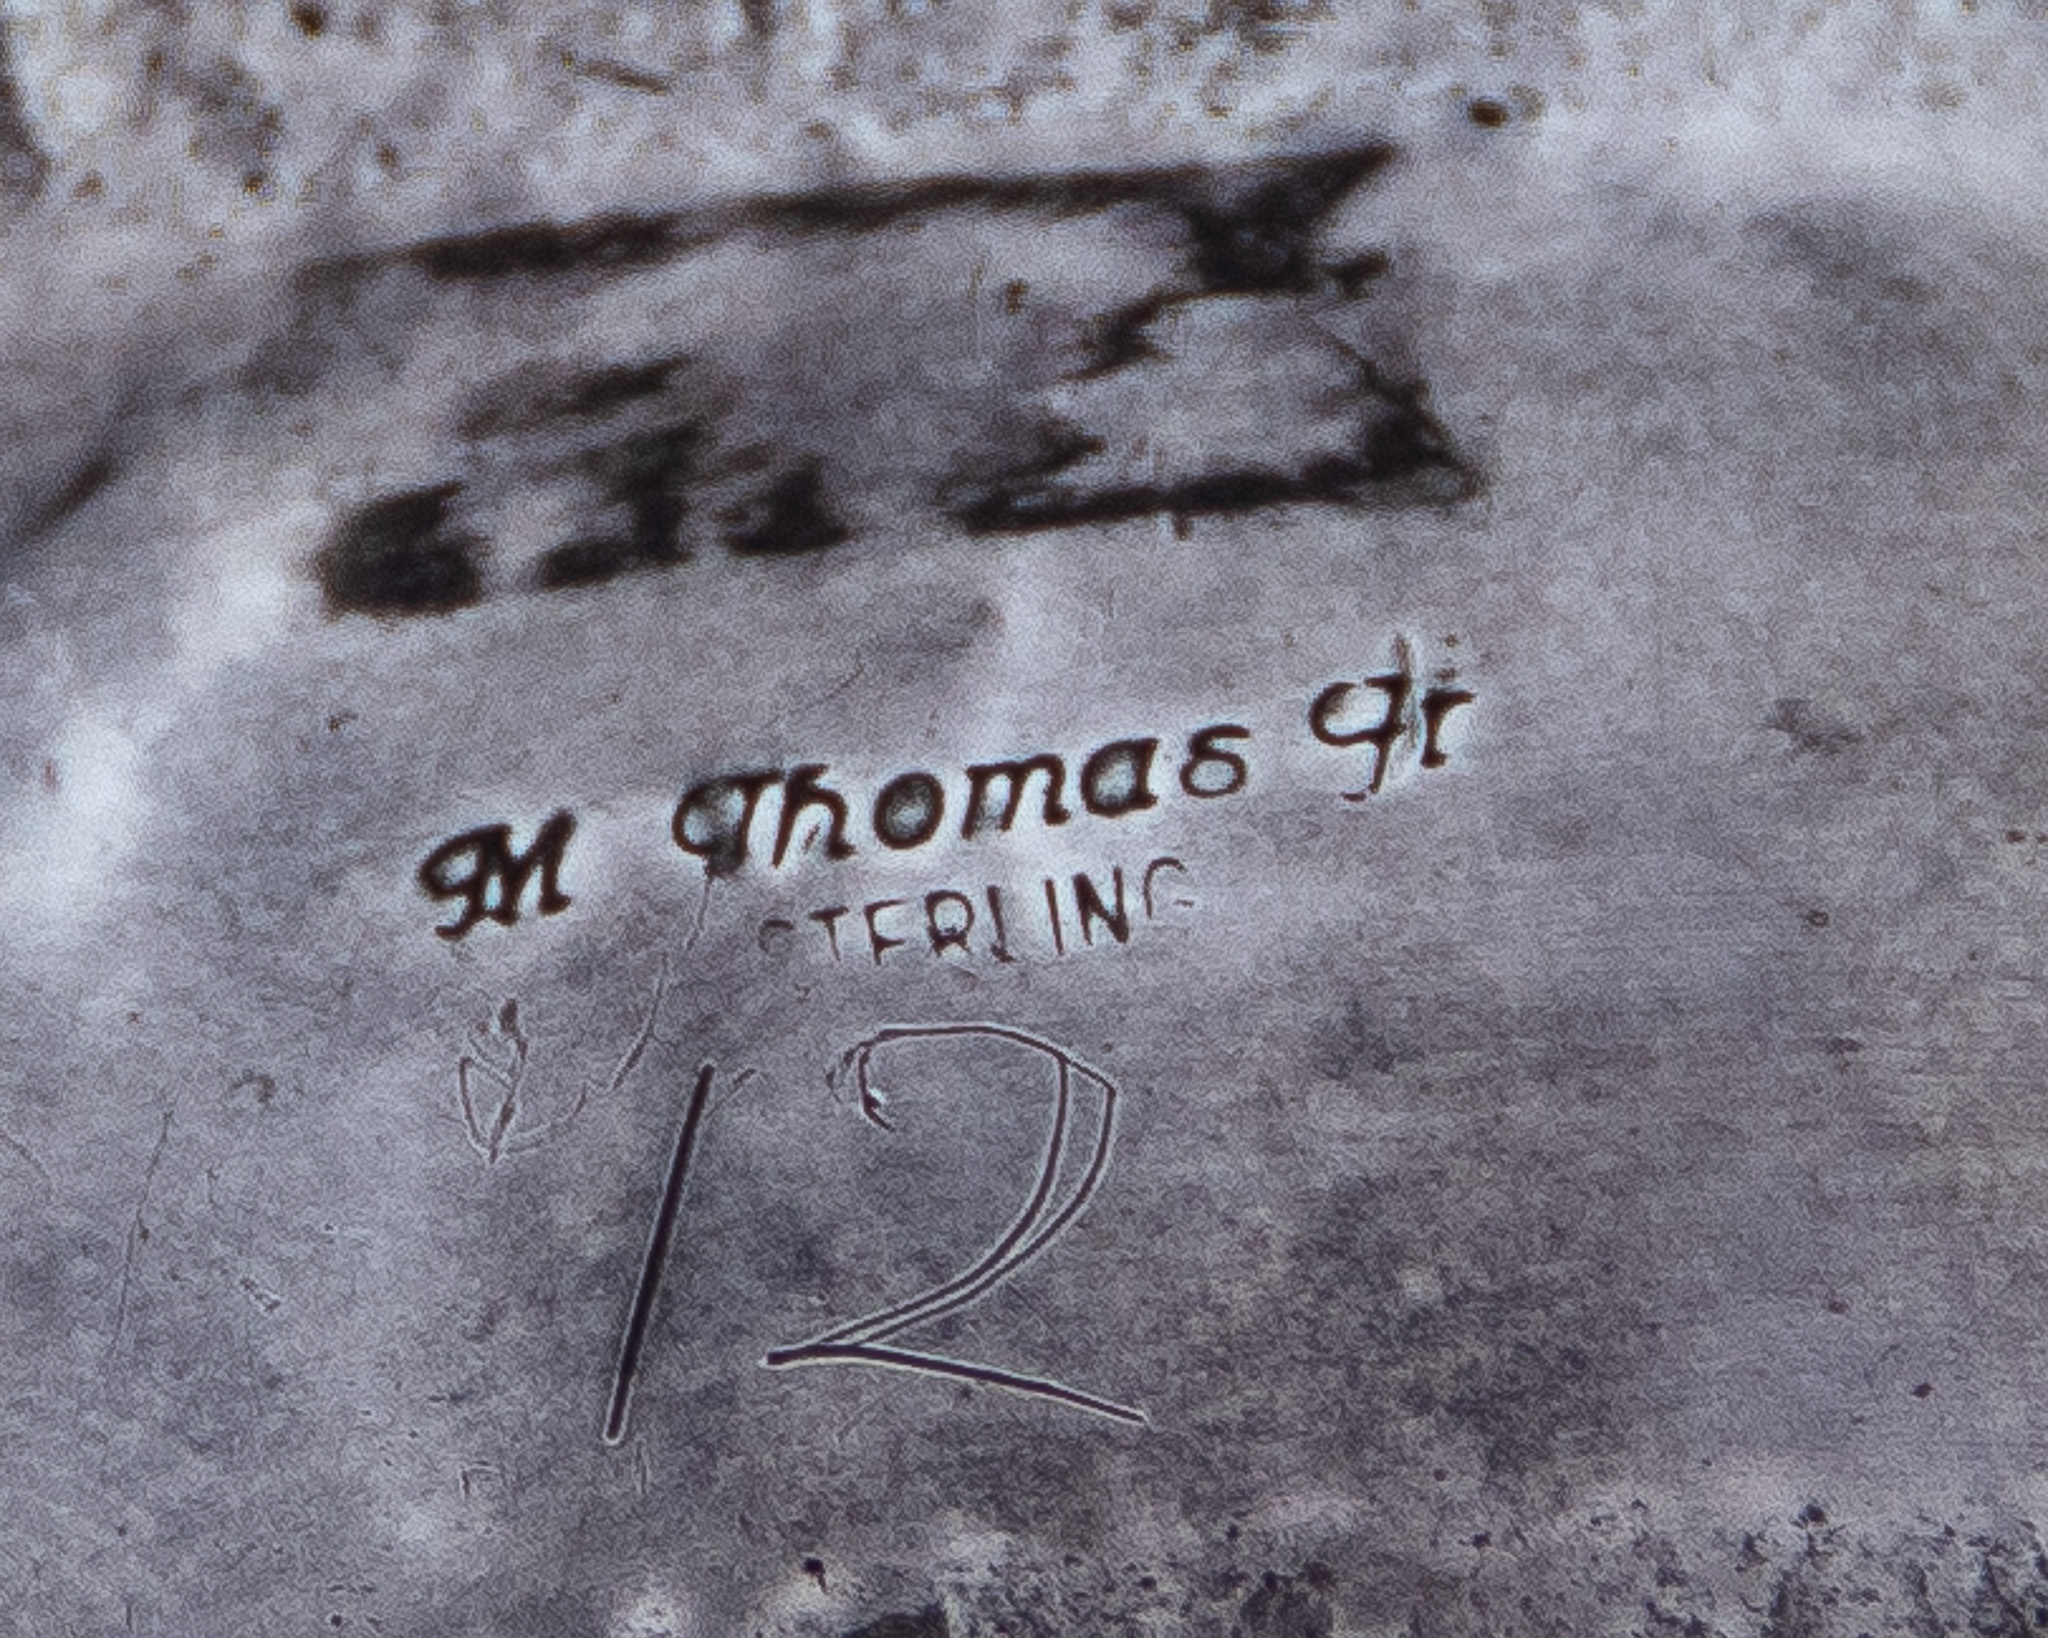 M Thomas Jr
STERLING
12